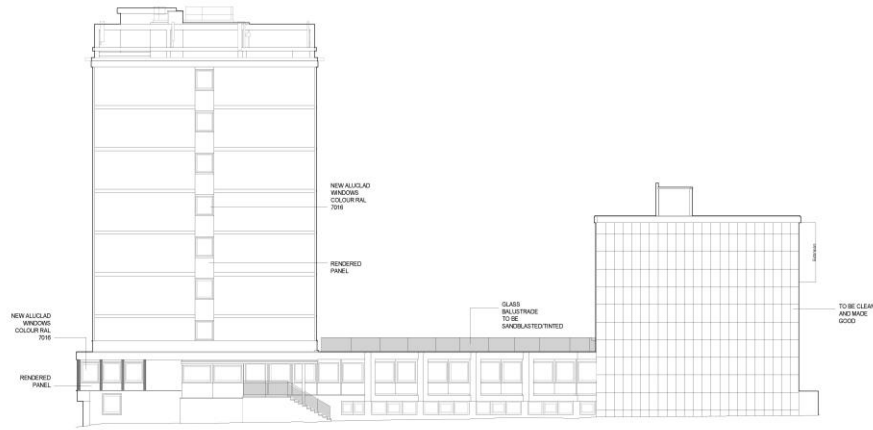 NEW ALUCLAD
WINDOWS
COLOUR RAL
7016
RENDERED
PANEL
GLASS
BALUSTRADE
TO BE
SANDBLASTED/TINTED
TO BE CLEAN
AND MADE
GOOD
NEW ALUCLAD
WINDOWS
COLOUR RAL
7016
RENDERED
PANEL